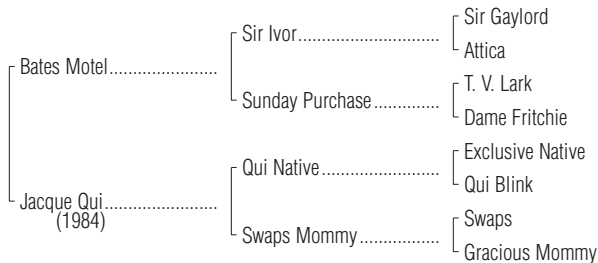 Sir Gaylord
Sir Ivor
Attica
Bates Motel
T. V. Lark
Sunday Purchase
Dame Fritchie
Exclusive Native
Qui Native
Qui Blink
Jacque Qui
(1984)
Swaps
Swaps Mommy
Gracious Mommy